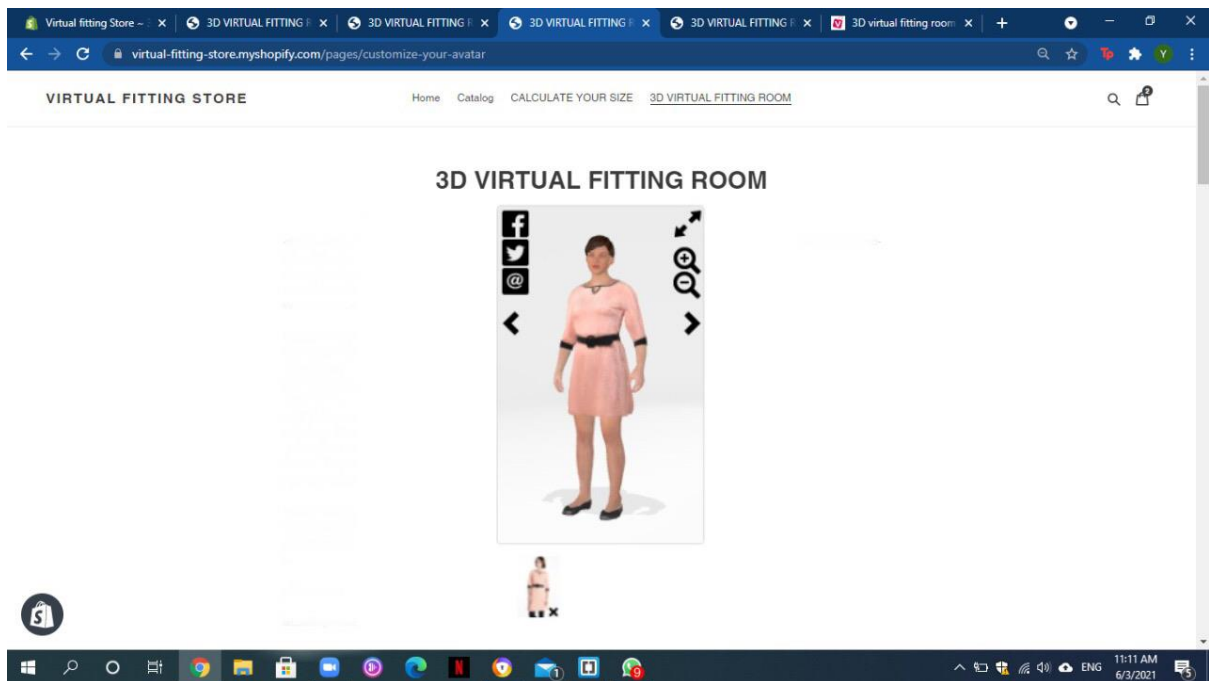 Virtual fitting Store ~
3D VIRTUAL FITTING R
3D VIRTUAL FITTING R
3D VIRTUAL FITTING R
3D VIRTUAL FITTING R
3D virtual fitting room
virtual-fitting-store.myshopify.com/pages/customize-your-avatar
Tp
Y
VIRTUAL FITTING STORE
Home Catalog CALCULATE YOUR SIZE 3D VIRTUAL FITTING ROOM
3D VIRTUAL FITTING ROOM
ENG
11:11 AM
6/3/2021